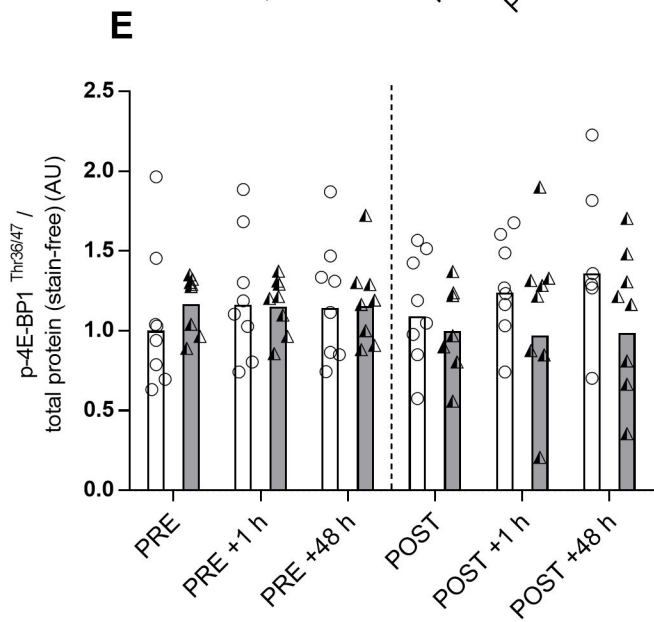 E
p-4E-BP1 Thr36/47 /
total protein (stain-free) (AU)
2.5
2.0
1.5
1.0
0.5
0.0
PRE
PRE +1 h
PRE +48 h
POST
POST +1 h
POST +48 h